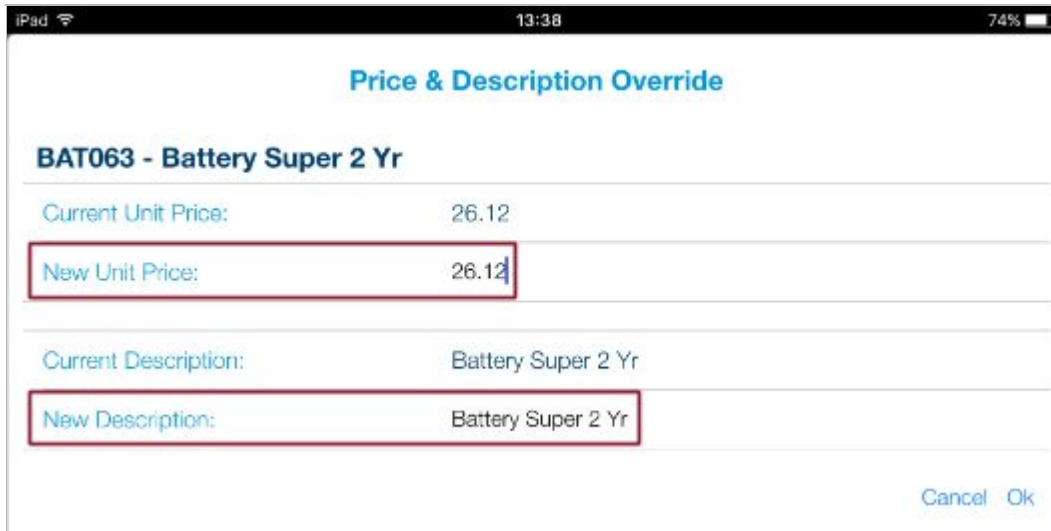 iPad 13:38 74%
Price & Description Override
BAT063 - Battery Super 2 Yr
Current Unit Price: 26.12
New Unit Price: 26.12
Current Description: Battery Super 2 Yr
New Description: Battery Super 2 Yr
Cancel Ok